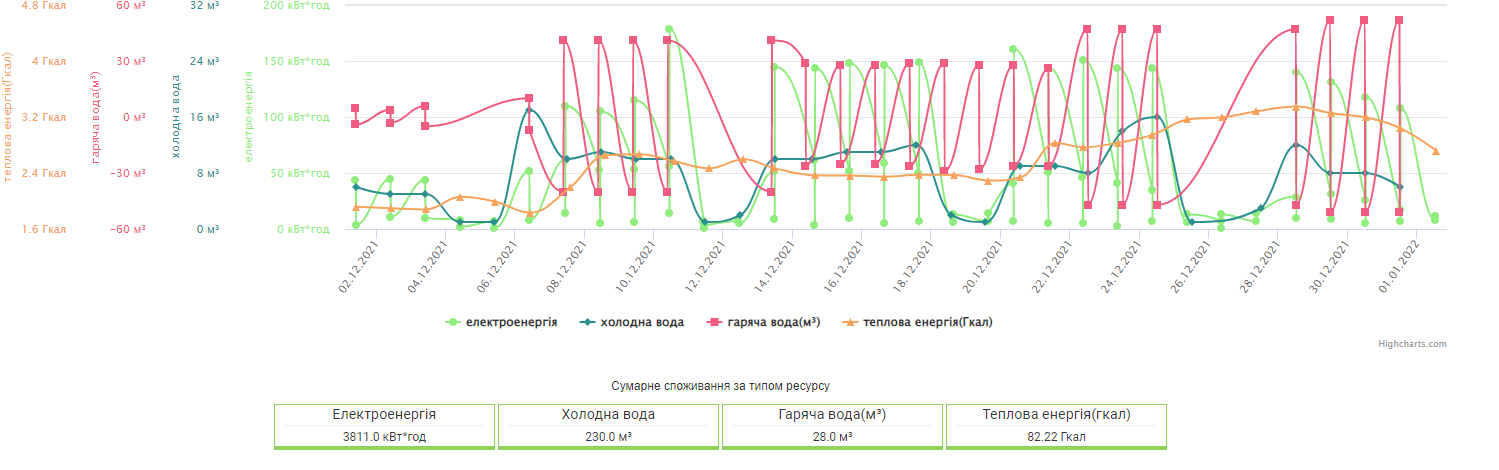 4.8 Гкал 60 м³ 32 м³ 200 кВт*год
4 Гкал 30 м³ 24 м³ 150 кВт*год
3.2 Гкал 0 м³ 16 м³ 100 кВт*год
2.4 Гкал −30 м³ 8 м³ 50 кВт*год
1.6 Гкал −60 м³ 0 м³ 0 кВт*год
теплова енергія(Гкал)
гаряча вода(м³)
холодна вода
електроенергія
02.12.2021
04.12.2021
06.12.2021
08.12.2021
10.12.2021
12.12.2021
14.12.2021
16.12.2021
18.12.2021
20.12.2021
22.12.2021
24.12.2021
26.12.2021
28.12.2021
30.12.2021
01.01.2022
електроенергія холодна вода гаряча вода(м³) теплова енергія(Гкал)
Highcharts.com
Сумарне споживання за типом ресурсу
Електроенергія Холодна вода Гаряча вода(м³) Теплова енергія(гкал)
3811.0 кВт*год 230.0 м³ 28.0 м³ 82.22 Гкал